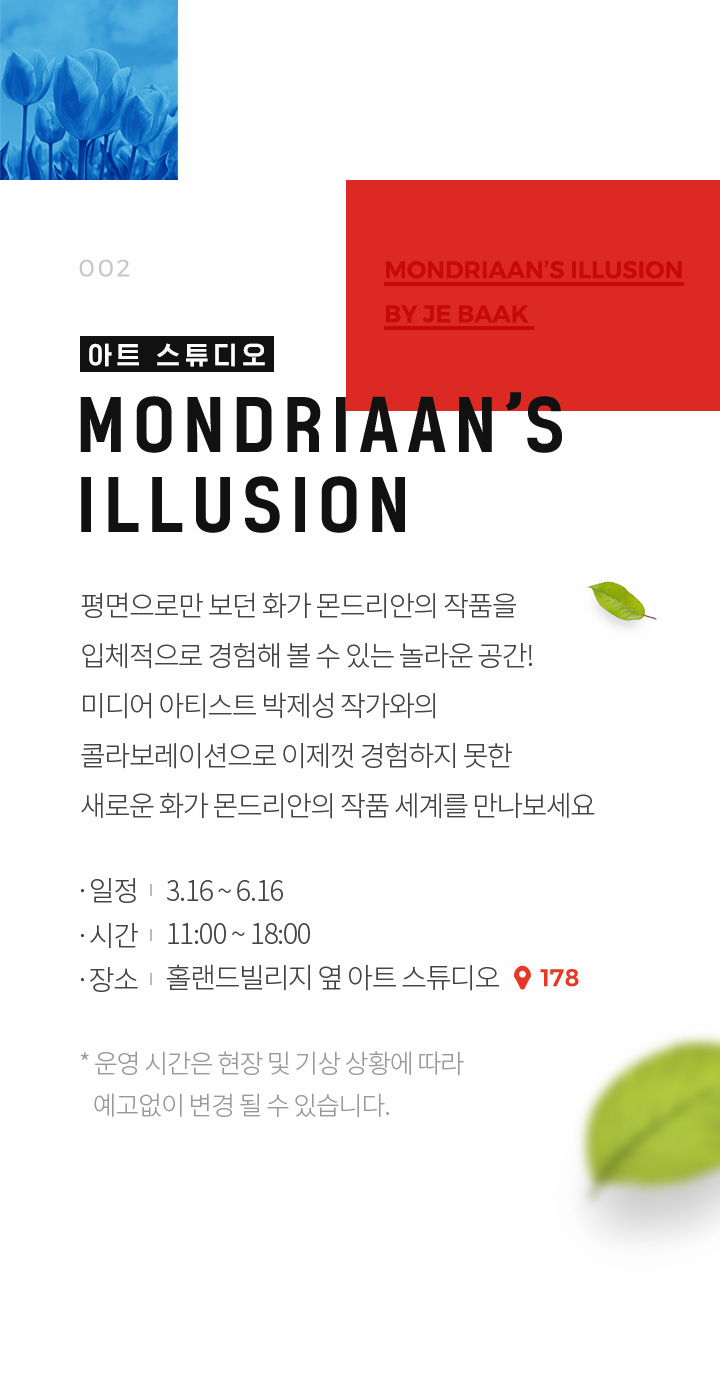 002
MONDRIAAN'S ILLUSION
BY JE BAAK
아트 스튜디오
MONDRIAAN'S
ILLUSION
평면으로만 보던 화가 몬드리안의 작품을
입체적으로 경험해 볼 수 있는 놀라운 공간!
미디어 아티스트 박제성 작가와의
콜라보레이션으로 이제껏 경험하지 못한
새로운 화가 몬드리안의 작품 세계를 만나보세요
· 일정 | 3.16 ~ 6.16
· 시간 | 11:00 ~ 18:00
· 장소 | 홀랜드빌리지 옆 아트 스튜디오 178
* 운영 시간은 현장 및 기상 상황에 따라
예고없이 변경 될 수 있습니다.